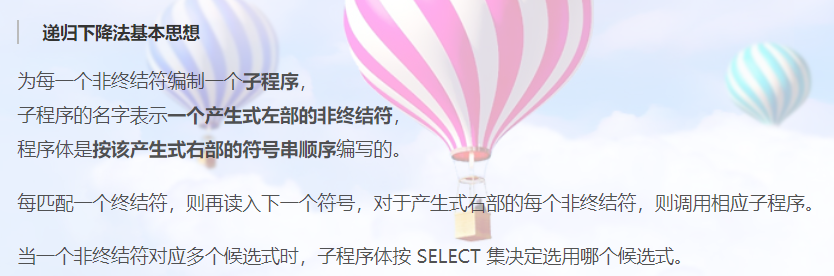 递归下降法基本思想
为每一个非终结符编制一个子程序，
子程序的名字表示一个产生式左部的非终结符，
程序体是按该产生式右部的符号串顺序编写的。
每匹配一个终结符，则再读入下一个符号，对于产生式右部的每个非终结符，则调用相应子程序。
当一个非终结符对应多个候选式时，子程序体按 SELECT 集决定选用哪个候选式。